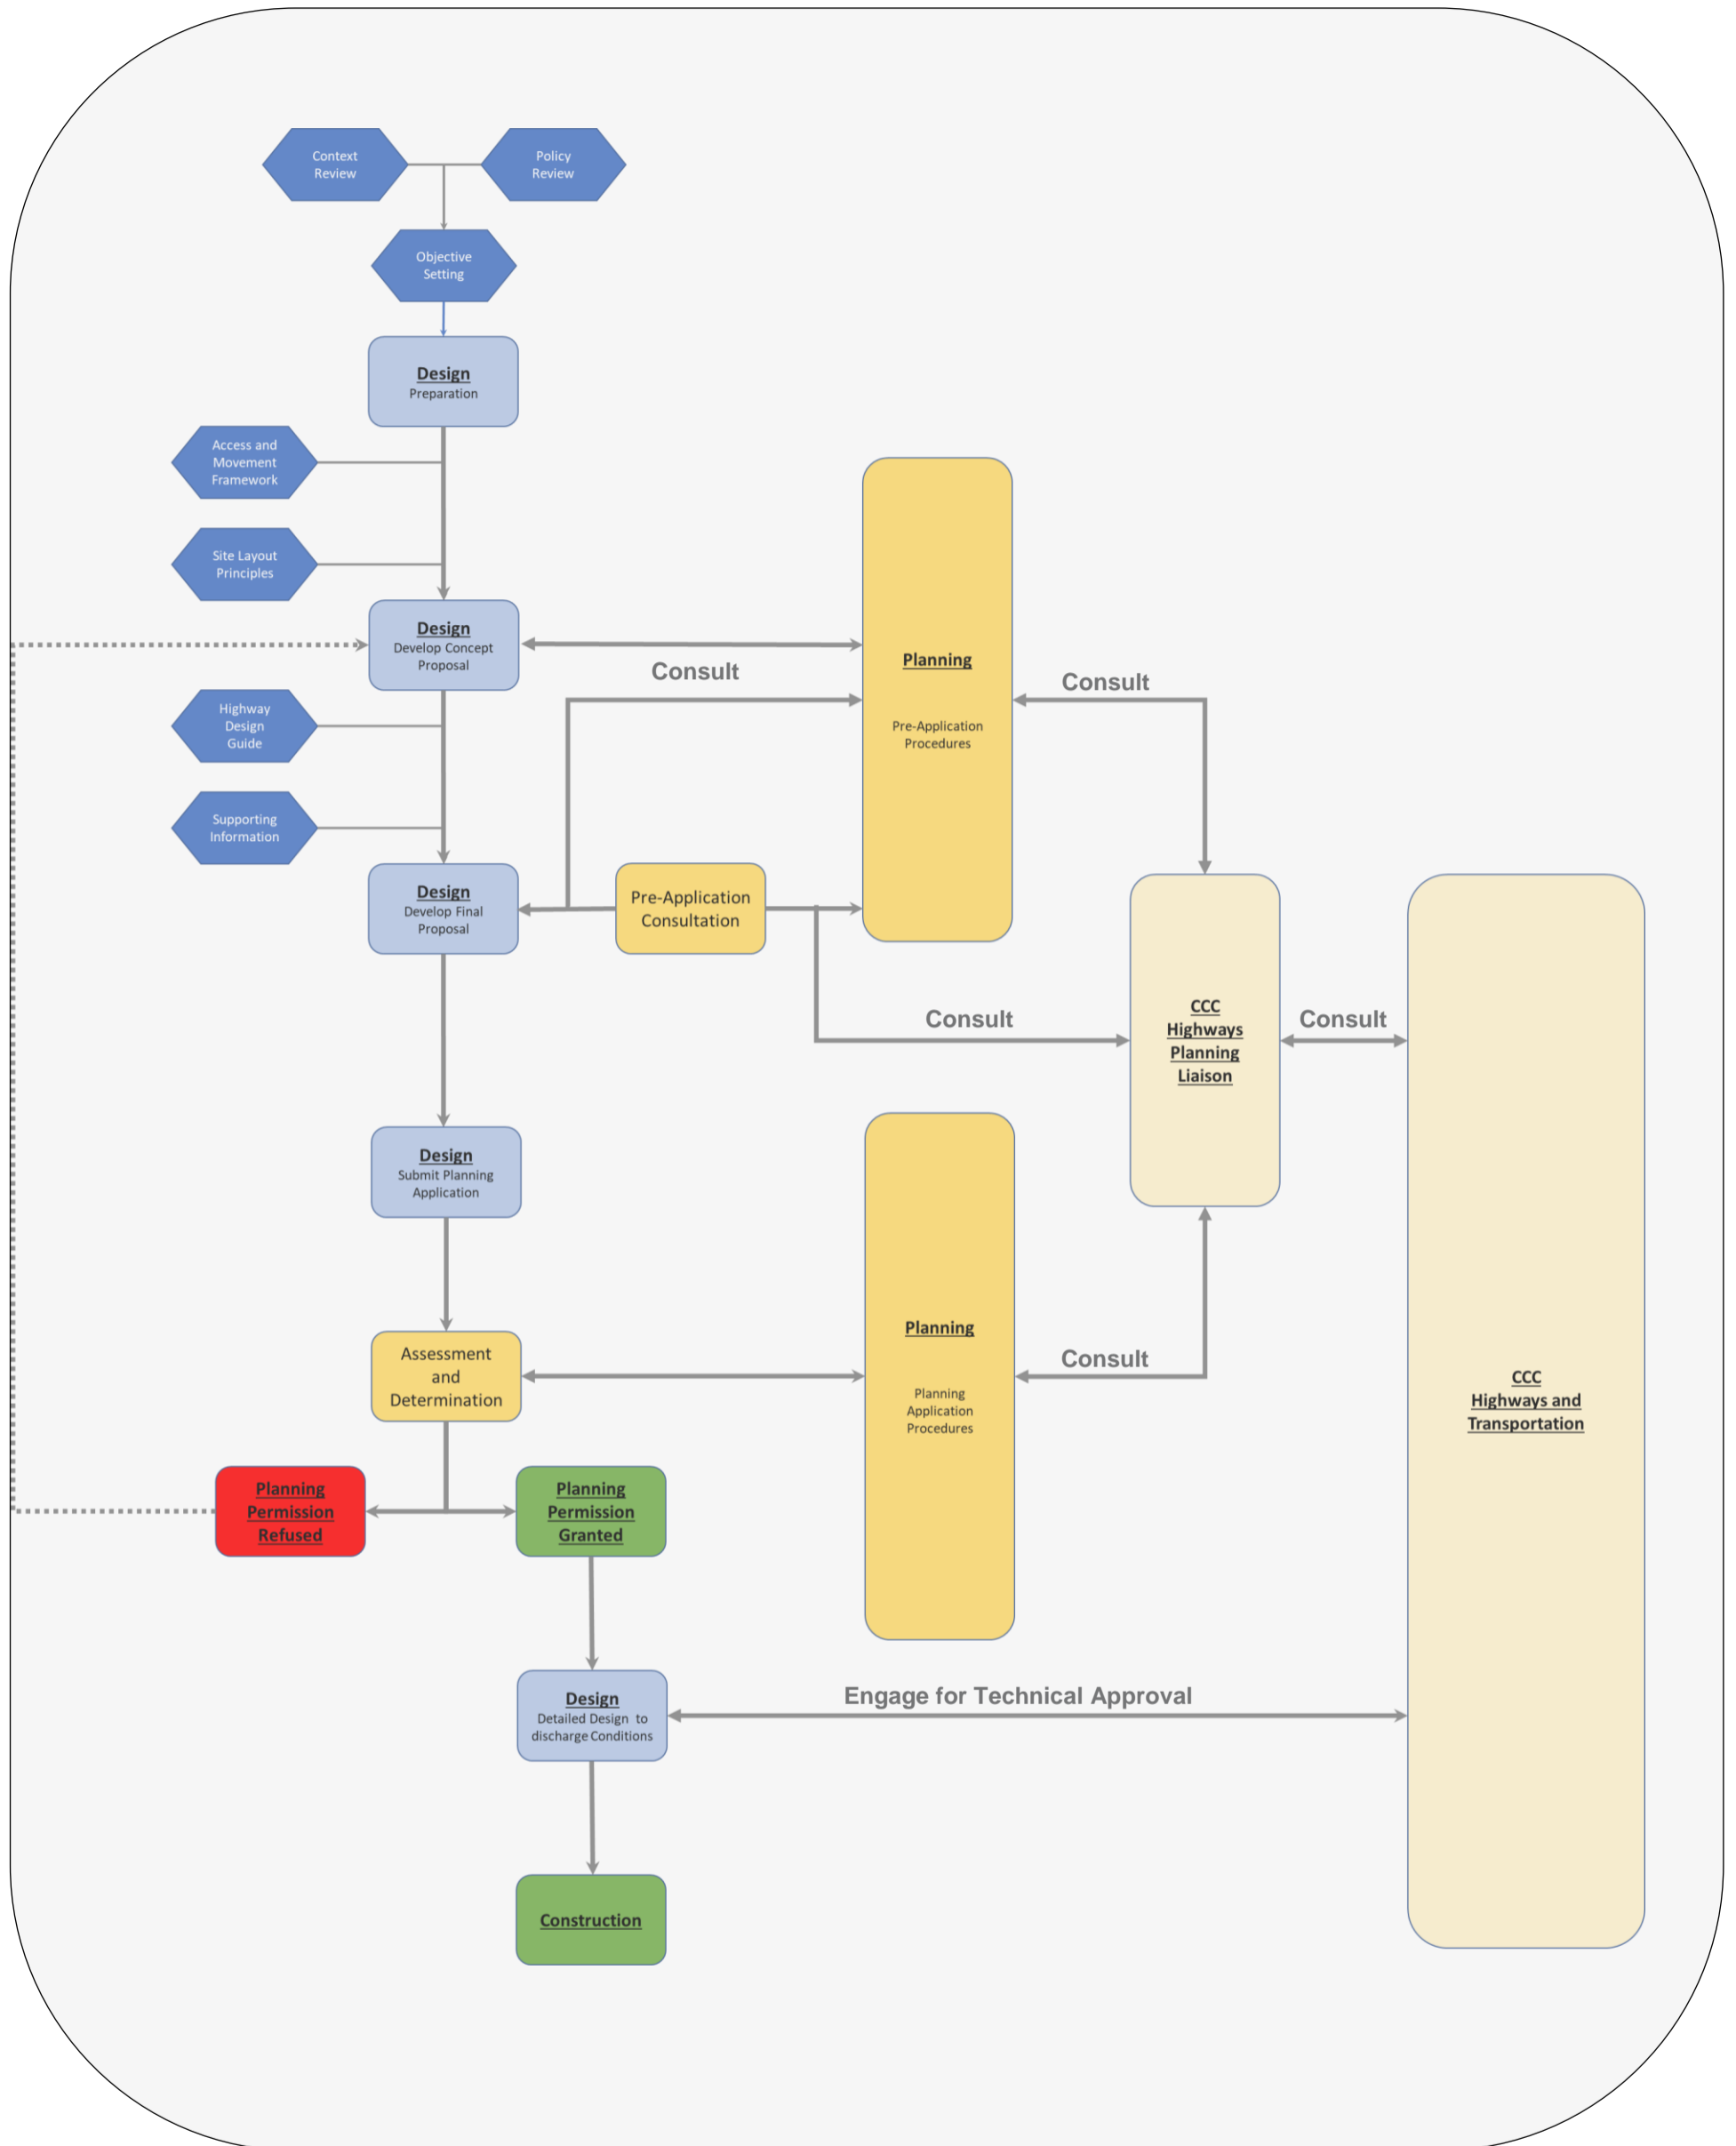 Context
Review
Policy
Review
Objective
Setting
Design
Preparation
Access and
Movement
Framework
Site Layout
Principles
Design
Develop Concept
Proposal
Consult
Planning
Pre-Application
Procedures
Consult
Highway
Design
Guide
Supporting
Information
Design
Develop Final
Proposal
Pre-Application
Consultation
Consult
CCC
Highways
Planning
Liaison
Consult
Design
Submit Planning
Application
Assessment
and
Determination
Planning
Planning
Application
Procedures
Consult
CCC
Highways and
Transportation
Planning
Permission
Refused
Planning
Permission
Granted
Design
Detailed Design to
discharge Conditions
Engage for Technical Approval
Construction